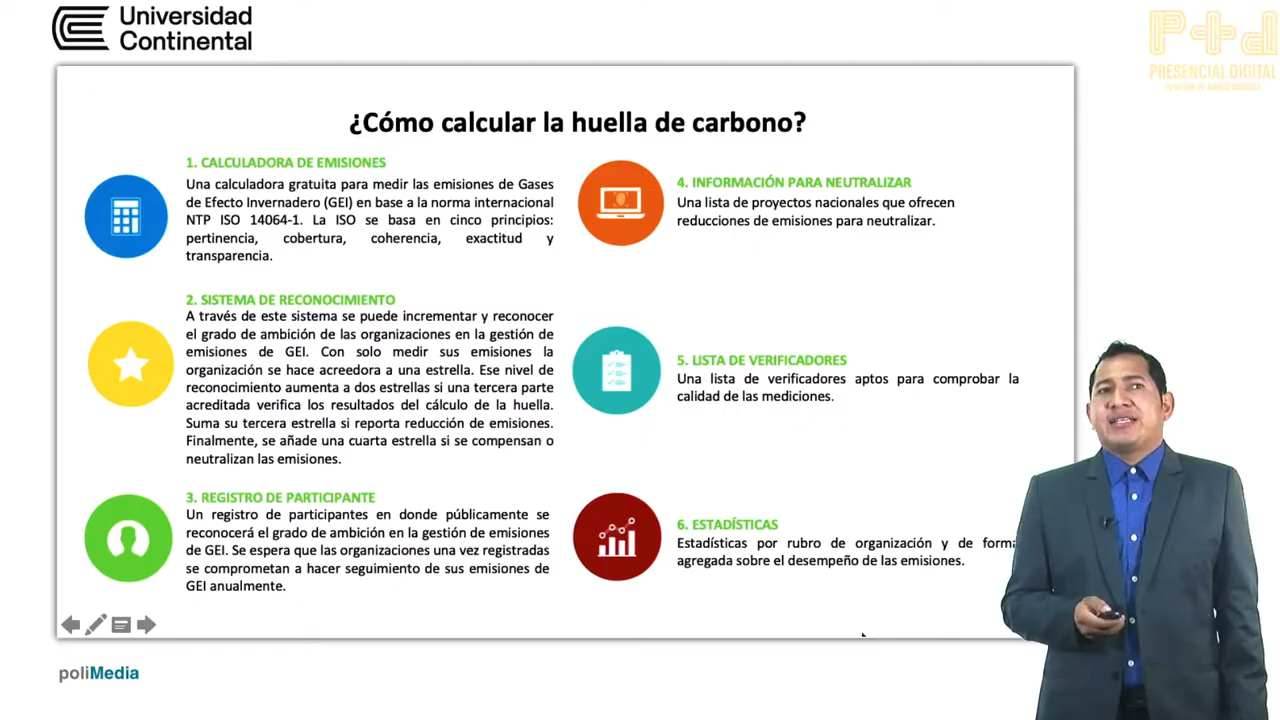 Universidad
Continental
P+d
PRESENCIAL DIGITAL
¿Cómo calcular la huella de carbono?
1. CALCULADORA DE EMISIONES
Una calculadora gratuita para medir las emisiones de Gases
de Efecto Invernadero (GEI) en base a la norma internacional
NTP ISO 14064-1. La ISO se basa en cinco principios:
pertinencia, cobertura, coherencia, exactitud y
transparencia.
2. SISTEMA DE RECONOCIMIENTO
A través de este sistema se puede incrementar y reconocer
el grado de ambición de las organizaciones en la gestión de
emisiones de GEI. Con solo medir sus emisiones la
organización se hace acreedora a una estrella. Ese nivel de
reconocimiento aumenta a dos estrellas si una tercera parte
acreditada verifica los resultados del cálculo de la huella.
Suma su tercera estrella si reporta reducción de emisiones.
Finalmente, se añade una cuarta estrella si se compensan o
neutralizan las emisiones.
3. REGISTRO DE PARTICIPANTE
Un registro de participantes en donde públicamente se
reconocerá el grado de ambición en la gestión de emisiones
de GEI. Se espera que las organizaciones una vez registradas
se comprometan a hacer seguimiento de sus emisiones de
GEI anualmente.
4. INFORMACIÓN PARA NEUTRALIZAR
Una lista de proyectos nacionales que ofrecen
reducciones de emisiones para neutralizar.
5. LISTA DE VERIFICADORES
Una lista de verificadores aptos para comprobar la
calidad de las mediciones.
6. ESTADÍSTICAS
Estadísticas por rubro de organización y de forma
agregada sobre el desempeño de las emisiones.
poliMedia